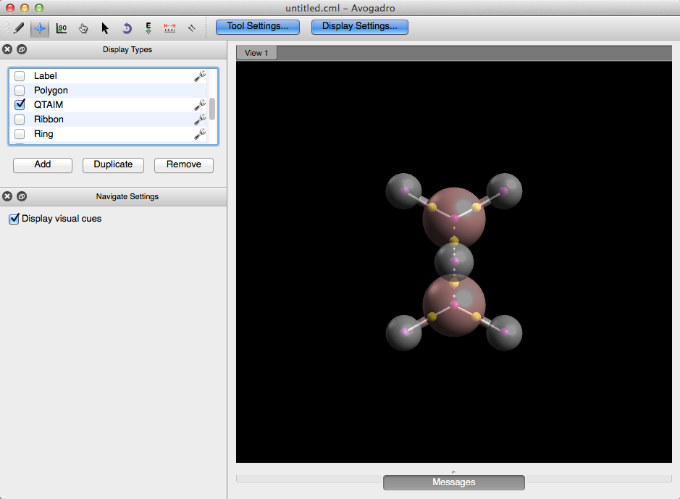 untitled.cml – Avogadro
90
E
Tool Settings...
Display Settings...
Display Types
Label
Polygon
QTAIM
Ribbon
Ring
Add
Duplicate
Remove
Navigate Settings
Display visual cues
View 1
Messages